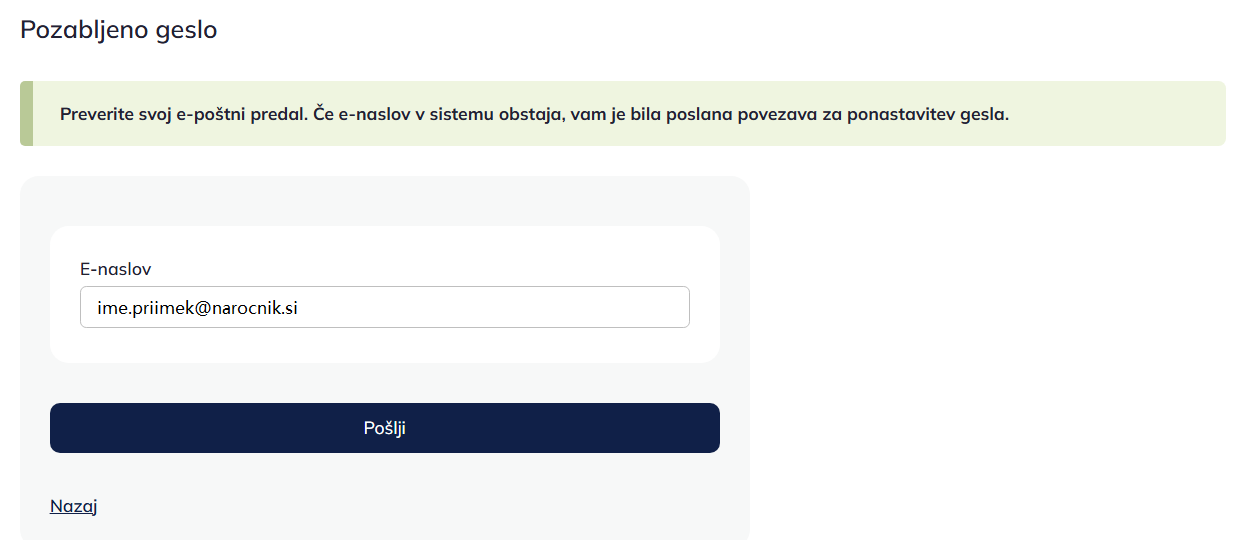 Pozabljeno geslo
Preverite svoj e-poštni predal. Če e-naslov v sistemu obstaja, vam je bila poslana povezava za ponastavitev gesla.
E-naslov
ime.priimek@narocnik.si
Pošlji
Nazaj